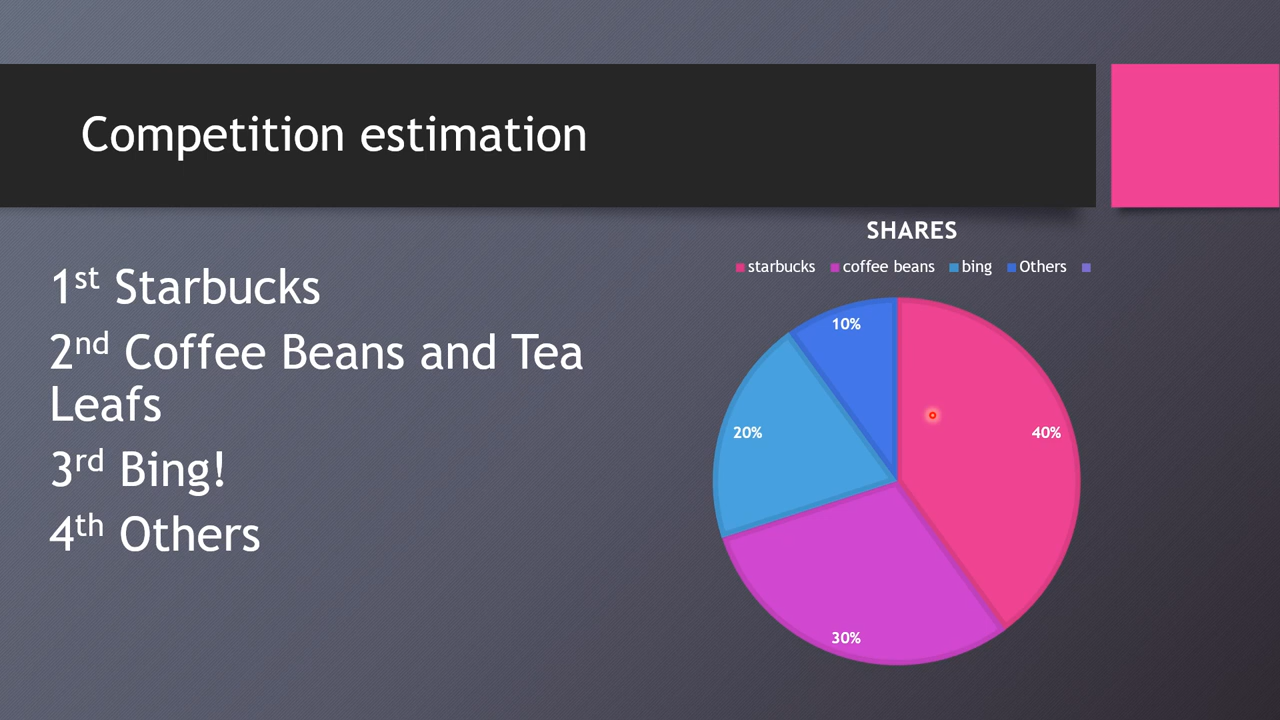 Competition estimation
1st Starbucks
2nd Coffee Beans and Tea
Leafs
3rd Bing!
4th Others
SHARES
starbucks coffee beans bing Others
10%
40%
20%
30%